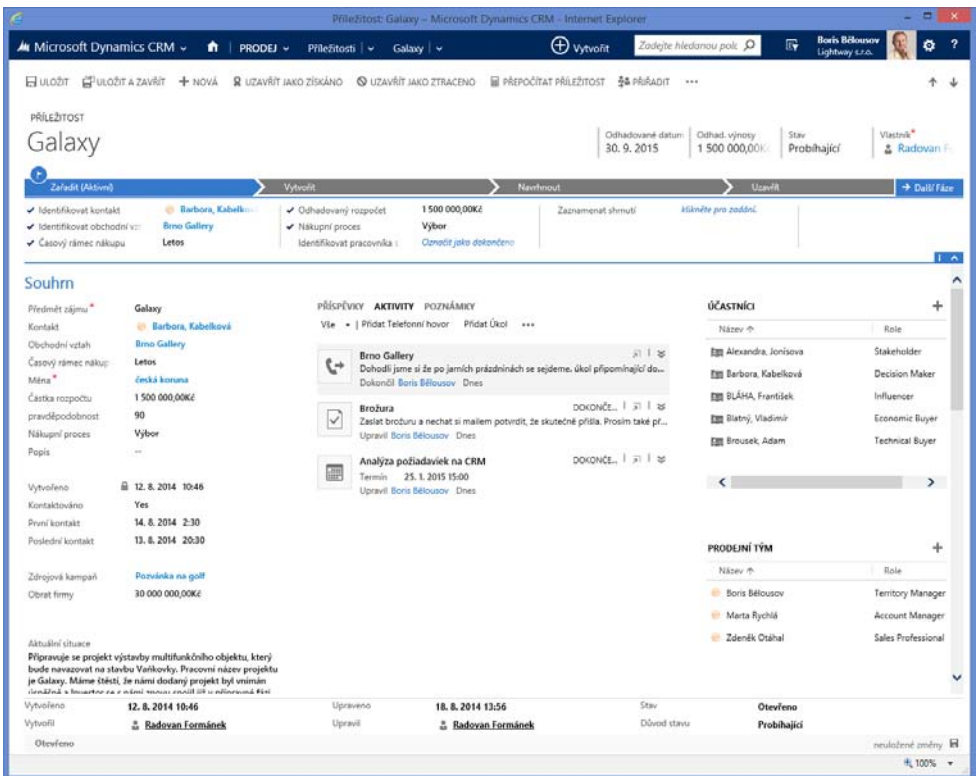 Příležitost: Galaxy – Microsoft Dynamics CRM - Internet Explorer
Microsoft Dynamics CRM | PRODEJ Příležitosti | Galaxy | Vytvořit Zadejte hledanou polc Boris Bělousov
Lightway s.r.o. ?
ULOŽIT ULOŽIT A ZAVŘÍT + NOVÁ UZAVŘÍT JAKO ZÍSKÁNO UZAVŘÍT JAKO ZTRACENO PŘEPOČÍTAT PŘÍLEŽITOST PŘIŘADIT •••
PŘÍLEŽITOST
Galaxy
Odhadované datum Odhad. výnosy Stav Vlastník*
30. 9. 2015 1 500 000,00Kč Probíhající Radovan F
Zařadit (Aktivní) Vytvořit Navrhnout Uzavřít → Další Fáze
✔ Identifikovat kontakt Barbora, Kabelko ✔ Odhadovaný rozpočet 1 500 000,00Kč Zaznamenat shrnutí klikněte pro zadání.
✔ Identifikovat obchodní vz Brno Gallery ✔ Nákupní proces Výbor
✔ Časový rámec nákupu Letos Identifikovat pracovníka s Označit jako dokončeno
Souhrn
Předmět zájmu* Galaxy
Kontakt Barbora, Kabelková
Obchodní vztah Brno Gallery
Časový rámec nákup Letos
Měna* česká koruna
Částka rozpočtu 1 500 000,00Kč
pravděpodobnost 90
Nákupní proces Výbor
Popis --
Vytvořeno 12. 8. 2014 10:46
Kontaktováno Yes
První kontakt 14. 8. 2014 2:30
Poslední kontakt 13. 8. 2014 20:30
Zdrojová kampaň Pozvánka na golf
Obrat firmy 30 000 000,00Kč
Aktuální situace
Připravuje se projekt výstavby multifunkčního objektu, který
bude navazovat na stavbu Vaňkovky. Pracovní název projektu
je Galaxy. Máme štěstí, že námi dodaný projekt byl vnímán
PŘÍSPĚVKY AKTIVITY POZNÁMKY
Vše | Přidat Telefonní hovor Přidat Úkol •••
Brno Gallery
Dohodli jsme si že po jarních prázdninách se sejdeme. úkol připomínající do...
Dokončil Boris Bělousov Dnes
Brožura DOKONČE...
Zaslat brožuru a nechat si mailem potvrdit, že skutečně přišla. Prosím také př...
Upravil Boris Bělousov Dnes
Analýza požiadaviek na CRM DOKONČE...
Termín 25. 1. 2015 15:00
Upravil Boris Bělousov Dnes
ÚČASTNÍCI +
Název ↑ Role
Alexandra, Jonisova Stakeholder
Barbora, Kabelková Decision Maker
BLÁHA, František Influencer
Blatný, Vladimír Economic Buyer
Brousek, Adam Technical Buyer
PRODEJNÍ TÝM +
Název ↑ Role
Boris Bělousov Territory Manager
Marta Rychlá Account Manager
Zdeněk Otáhal Sales Professional
Vytvořeno 12. 8. 2014 10:46 Upraveno 18. 8. 2014 13:56 Stav Otevřeno
Vytvořil Radovan Formánek Upravil Radovan Formánek Důvod stavu Probíhající
Otevřeno neuložené změny
100%